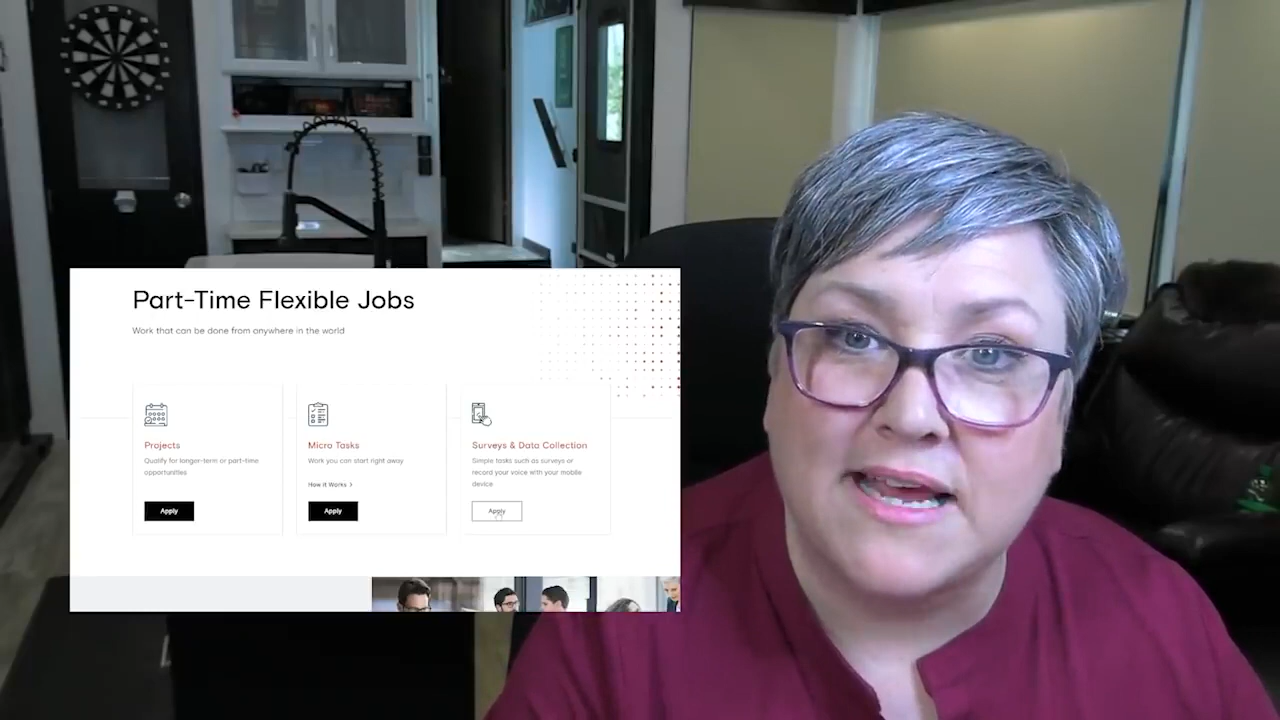 Part-Time Flexible Jobs
Work that can be done from anywhere in the world
Projects
Qualify for longer-term or part-time
opportunities
Apply
Micro Tasks
Work you can start right away
How it Works >
Apply
Surveys & Data Collection
Simple tasks such as surveys or
record your voice with your mobile
device
Apply